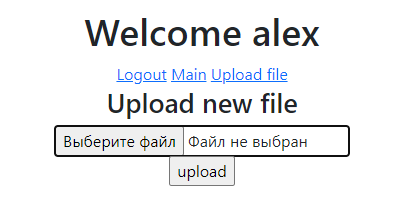 Welcome alex
Logout Main Upload file
Upload new file
Выберите файл Файл не выбран
upload